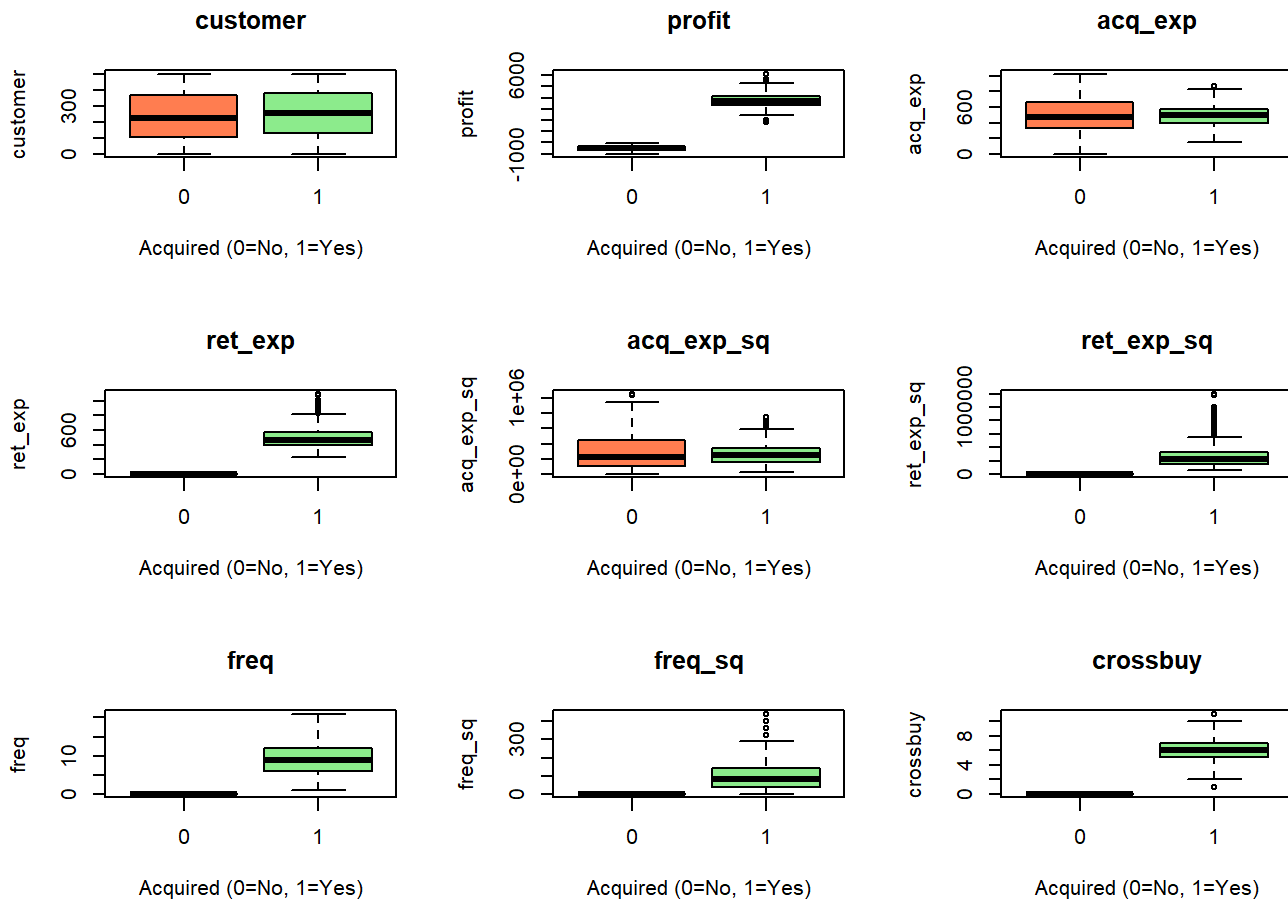 customer
profit
acq_exp
customer
0
300
0
1
Acquired (0=No, 1=Yes)
profit
-1000
6000
0
1
Acquired (0=No, 1=Yes)
acq_exp
0
600
0
1
Acquired (0=No, 1=Yes)
ret_exp
acq_exp_sq
ret_exp_sq
ret_exp
0
600
0
1
Acquired (0=No, 1=Yes)
acq_exp_sq
0e+00
1e+06
0
1
Acquired (0=No, 1=Yes)
ret_exp_sq
0
1000000
0
1
Acquired (0=No, 1=Yes)
freq
freq_sq
crossbuy
freq
0
10
0
1
Acquired (0=No, 1=Yes)
freq_sq
0
300
0
1
Acquired (0=No, 1=Yes)
crossbuy
0
4
8
0
1
Acquired (0=No, 1=Yes)